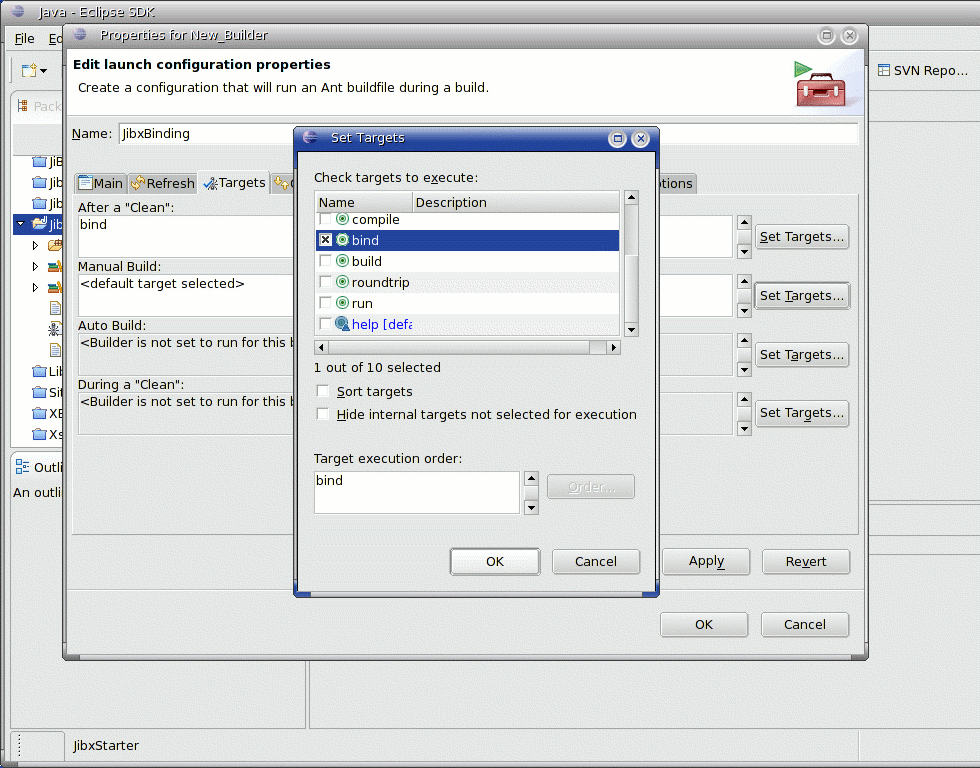 Java - Eclipse SDK
File Ed
Properties for New_Builder
Edit launch configuration properties
Create a configuration that will run an Ant buildfile during a build.
SVN Repo...
Pack
Name: JibxBinding
Main Refresh Targets tions
After a "Clean":
bind
Set Targets...
Manual Build:
<default target selected>
Set Targets...
Auto Build:
<Builder is not set to run for this b
Set Targets...
During a "Clean":
<Builder is not set to run for this b
Set Targets...
JiB
Jib
Jib
Jib
Lib
Sit
XB
Xs
Outli
An outli
Set Targets
Check targets to execute:
Name Description
compile
bind
build
roundtrip
run
help [defa
1 out of 10 selected
Sort targets
Hide internal targets not selected for execution
Target execution order:
bind
Order...
OK Cancel
Apply Revert
OK Cancel
JibxStarter